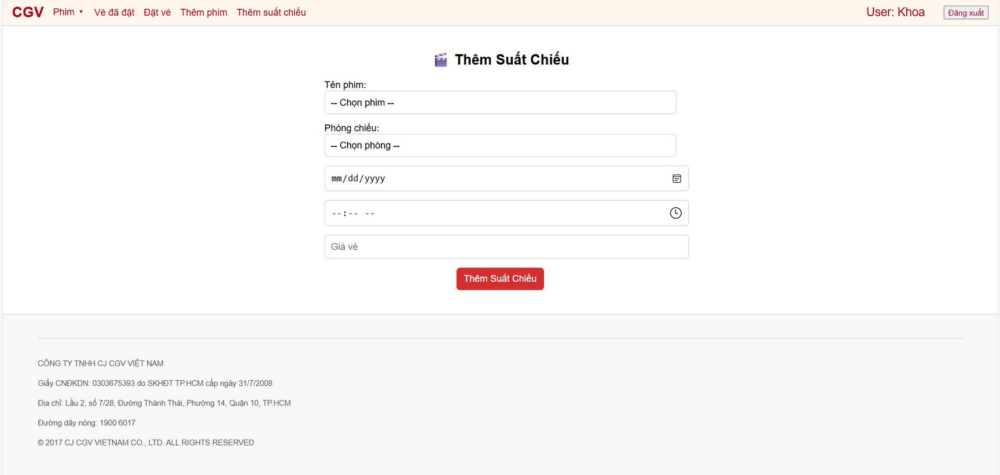 CGV Phim ▼ Vé đã đặt Đặt vé Thêm phim Thêm suất chiếu User: Khoa Đăng xuất
🎬 Thêm Suất Chiếu
Tên phim:
-- Chọn phim --
Phòng chiếu:
-- Chọn phòng --
mm/dd/yyyy
--:-- --
Giá vé
Thêm Suất Chiếu
CÔNG TY TNHH CJ CGV VIỆT NAM
Giấy CNĐKDN: 0303675393 do SKHĐT TP.HCM cấp ngày 31/7/2008
Địa chỉ: Lầu 2, số 7/28, Đường Thành Thái, Phường 14, Quận 10, TP.HCM
Đường dây nóng: 1900 6017
© 2017 CJ CGV VIETNAM CO., LTD. ALL RIGHTS RESERVED